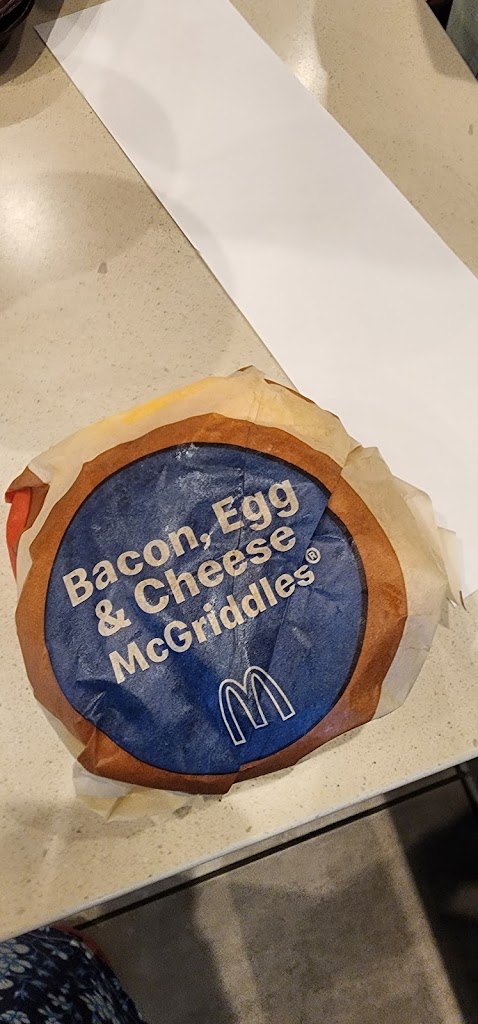 Bacon, Egg
& Cheese
McGriddles®